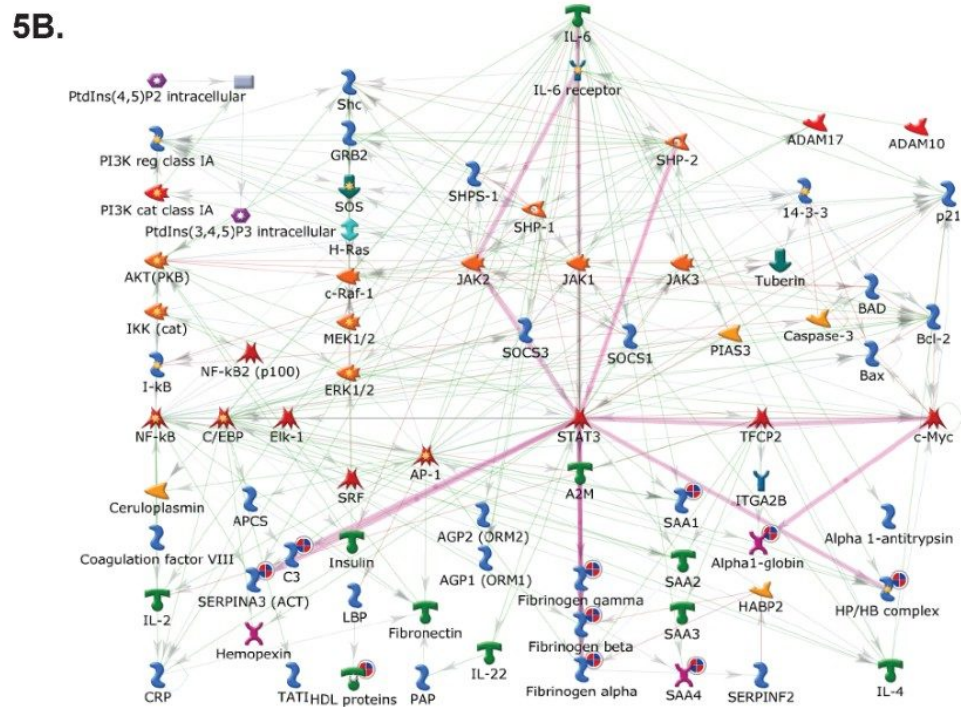 5B.
IL-6
IL-6 receptor
PtdIns(4,5)P2 intracellular
Shc
ADAM17
ADAM10
PI3K reg class IA
GRB2
SHP-2
SHPS-1
14-3-3
p21
PI3K cat class IA
SOS
PtdIns(3,4,5)P3 intracellular
SHP-1
H-Ras
AKT(PKB)
JAK2
JAK1
JAK3
Tuberin
c-Raf-1
BAD
IKK (cat)
MEK1/2
SOCS3
SOCS1
PIAS3
Caspase-3
Bcl-2
I-kB
NF-kB2 (p100)
ERK1/2
Bax
NF-kB
C/EBP
Elk-1
STAT3
TFCP2
c-Myc
AP-1
SRF
A2M
ITGA2B
Ceruloplasmin
APCS
AGP2 (ORM2)
SAA1
Alpha 1-antitrypsin
Coagulation factor VIII
C3
Insulin
AGP1 (ORM1)
SAA2
Alpha1-globin
SERPINA3 (ACT)
Fibrinogen gamma
HABP2
HP/HB complex
IL-2
LBP
Fibronectin
SAA3
Hemopexin
Fibrinogen beta
IL-22
CRP
TATI
HDL proteins
PAP
Fibrinogen alpha
SAA4
SERPINF2
IL-4